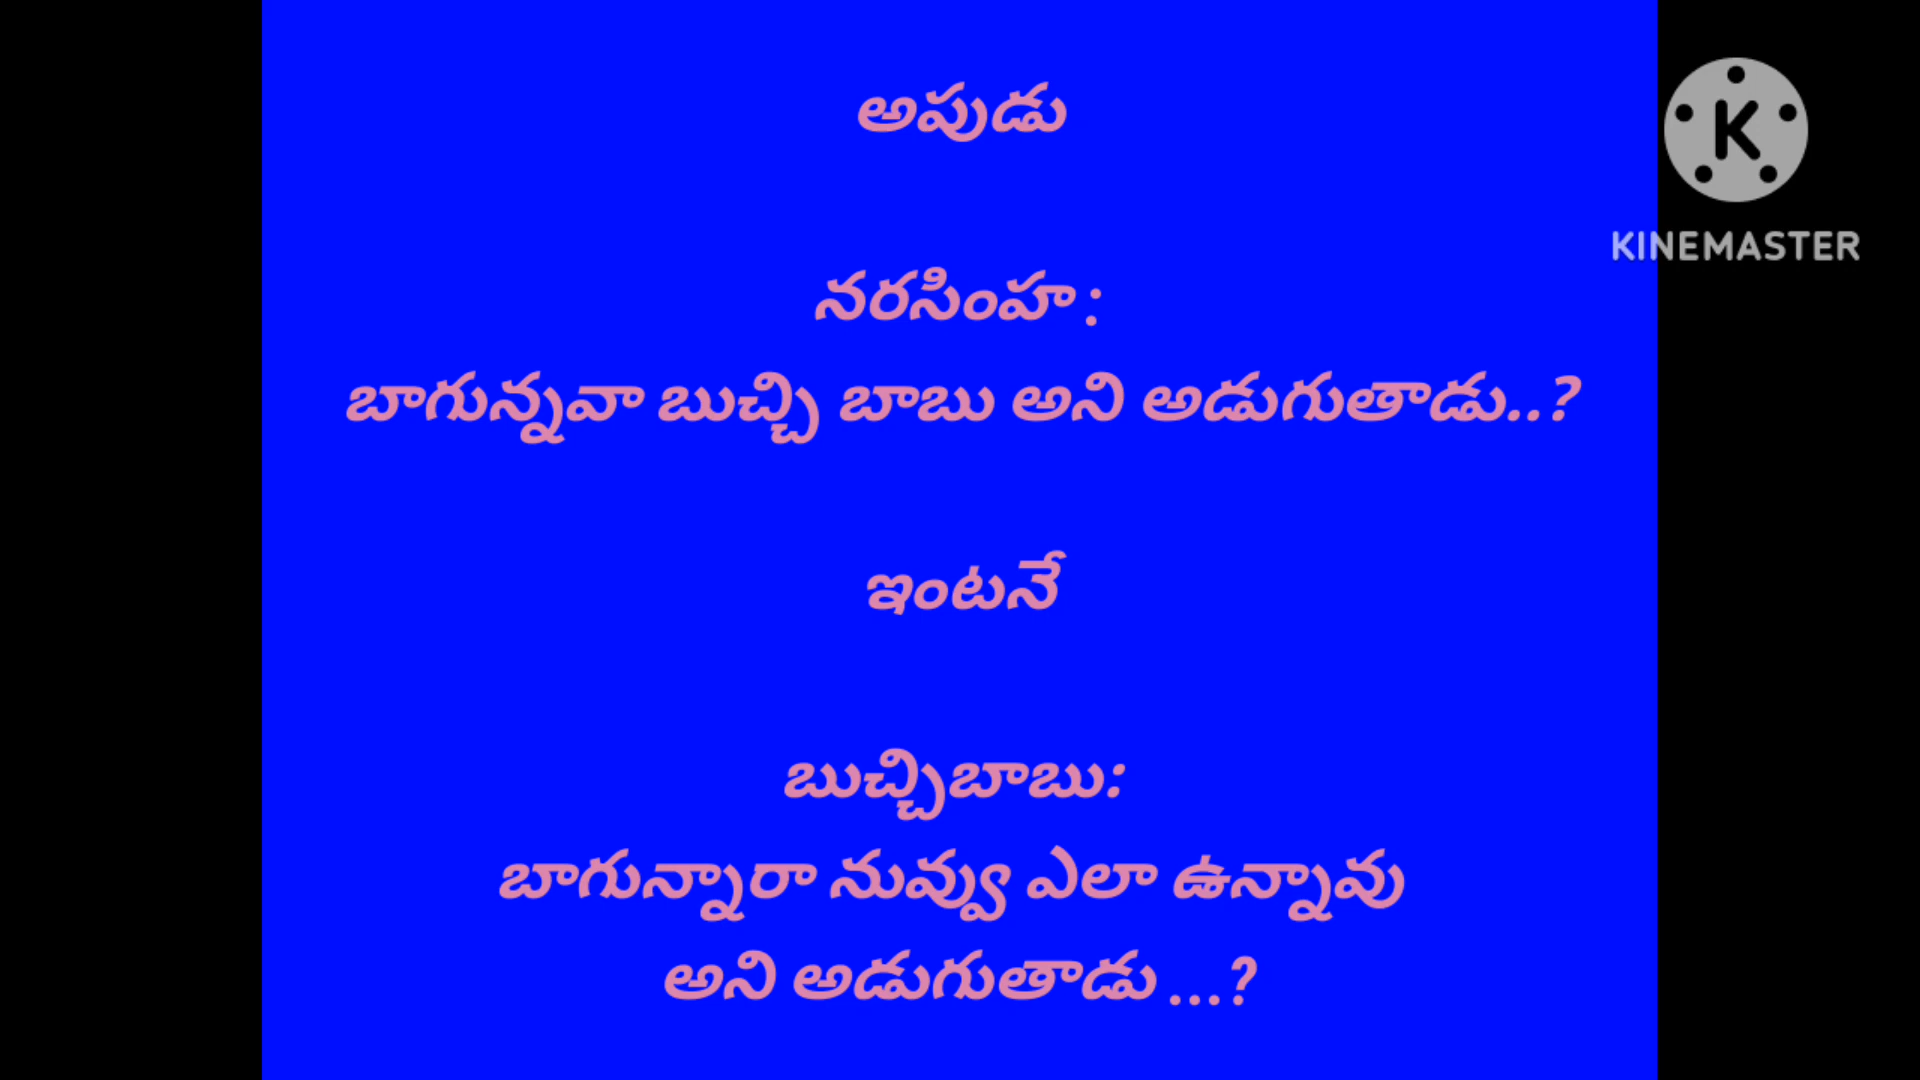 అపుడు
KINEMASTER
నరసింహ :
బాగున్నవా బుచ్చి బాబు అని అడుగుతాడు..?
ఇంటనే
బుచ్చిబాబు:
బాగున్నారా నువ్వు ఎలా ఉన్నావు
అని అడుగుతాడు ...?